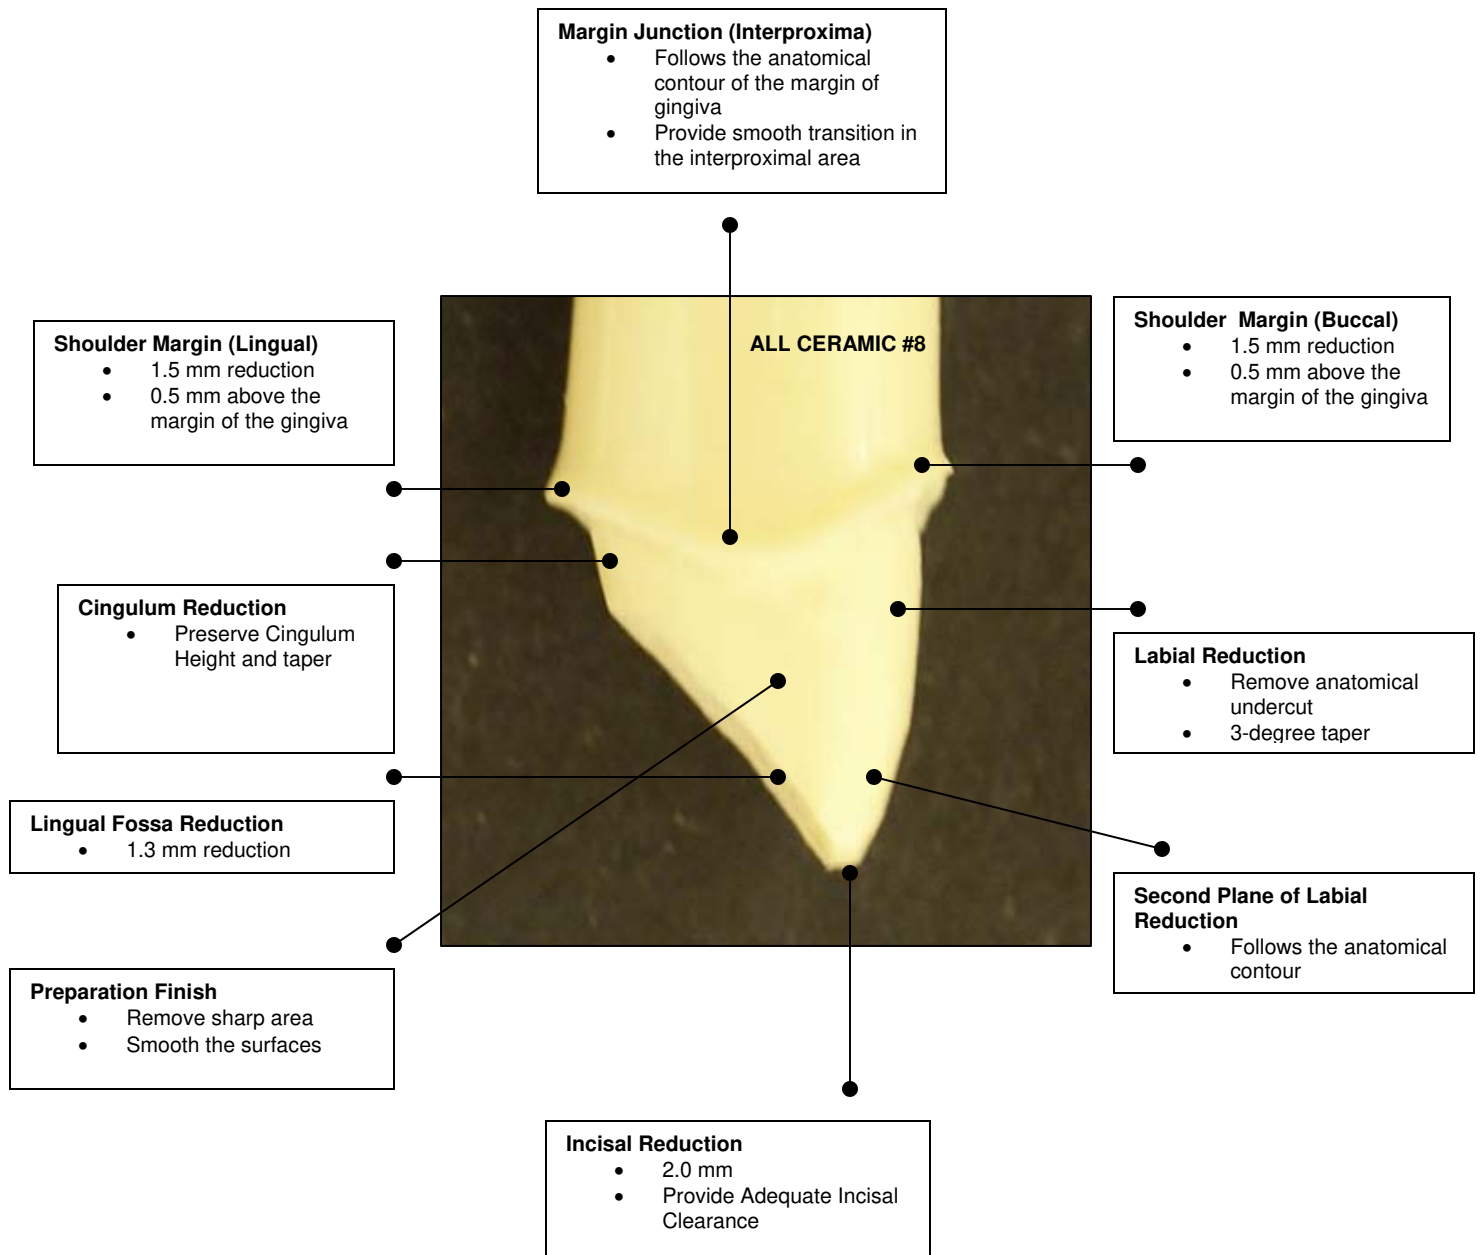 Margin Junction (Interproxima)
• Follows the anatomical
contour of the margin of
gingiva
• Provide smooth transition in
the interproximal area
ALL CERAMIC #8
Shoulder Margin (Lingual)
• 1.5 mm reduction
• 0.5 mm above the
margin of the gingiva
Shoulder  Margin (Buccal)
• 1.5 mm reduction
• 0.5 mm above the
margin of the gingiva
Cingulum Reduction
• Preserve Cingulum
Height and taper
Labial Reduction
• Remove anatomical
undercut
• 3-degree taper
Lingual Fossa Reduction
• 1.3 mm reduction
Second Plane of Labial
Reduction
• Follows the anatomical
contour
Preparation Finish
• Remove sharp area
• Smooth the surfaces
Incisal Reduction
• 2.0 mm
• Provide Adequate Incisal
Clearance